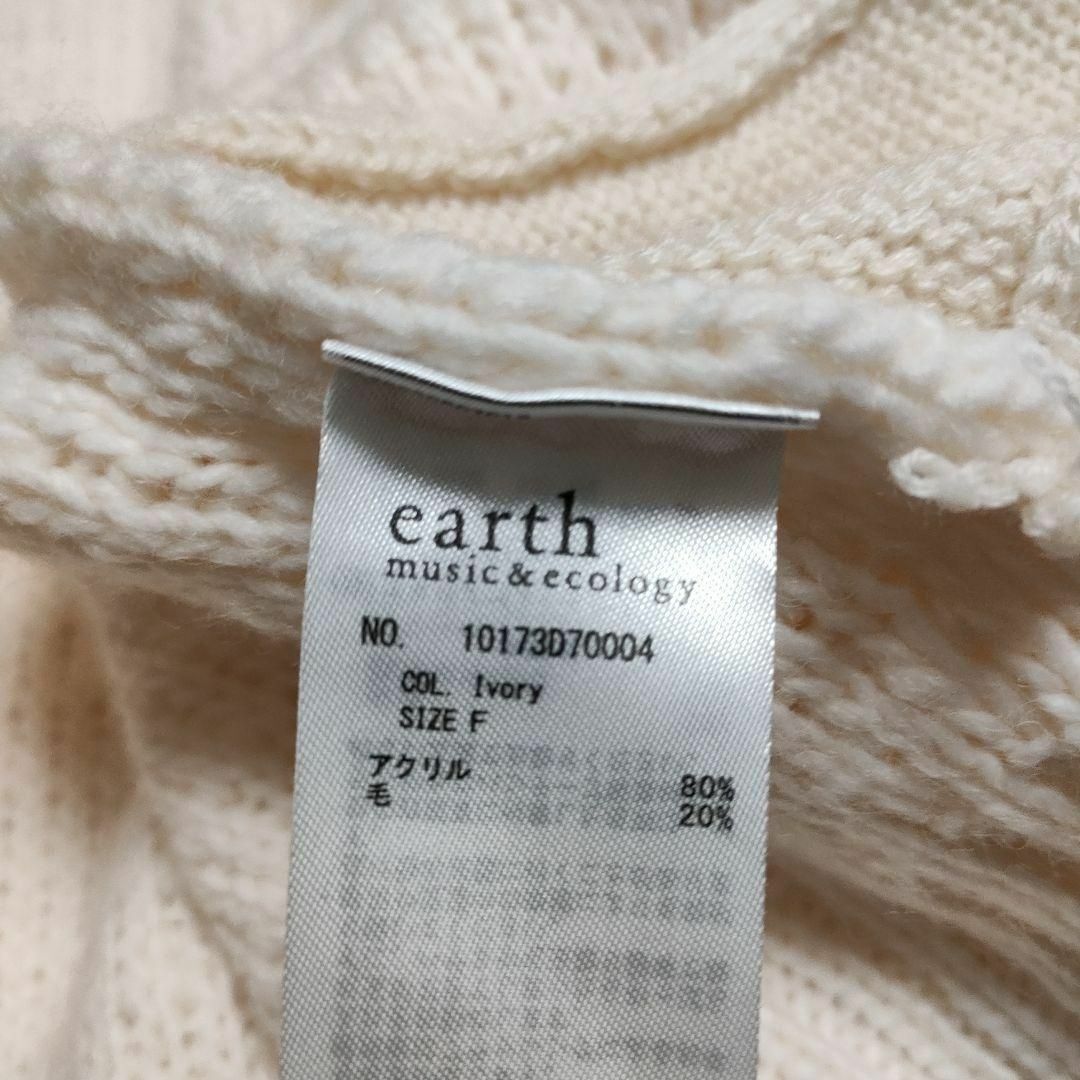 earth
music&ecology
NO. 10173D70004
COL. Ivory
SIZE F
アクリル 80%
毛 20%